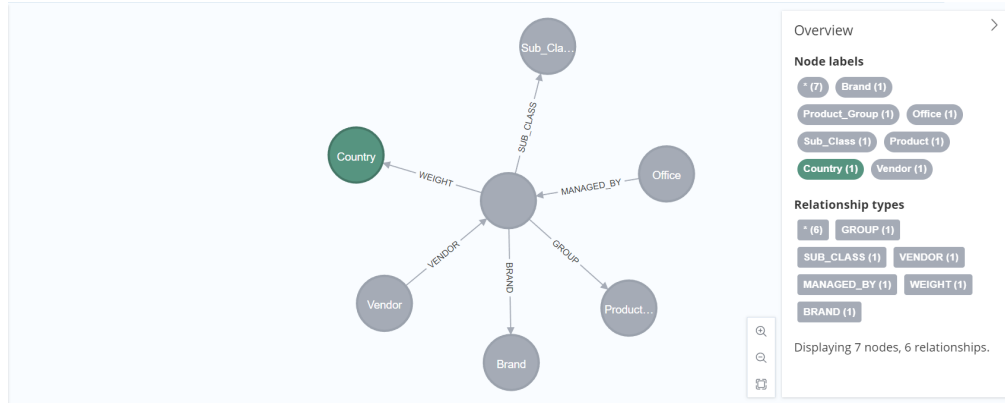 Sub_Cla...
SUB_CLASS
Country
WEIGHT
MANAGED_BY
Office
VENDOR
BRAND
GROUP
Vendor
Product...
Brand
Overview
Node labels
* (7) Brand (1)
Product_Group (1) Office (1)
Sub_Class (1) Product (1)
Country (1) Vendor (1)
Relationship types
* (6) GROUP (1)
SUB_CLASS (1) VENDOR (1)
MANAGED_BY (1) WEIGHT (1)
BRAND (1)
Displaying 7 nodes, 6 relationships.